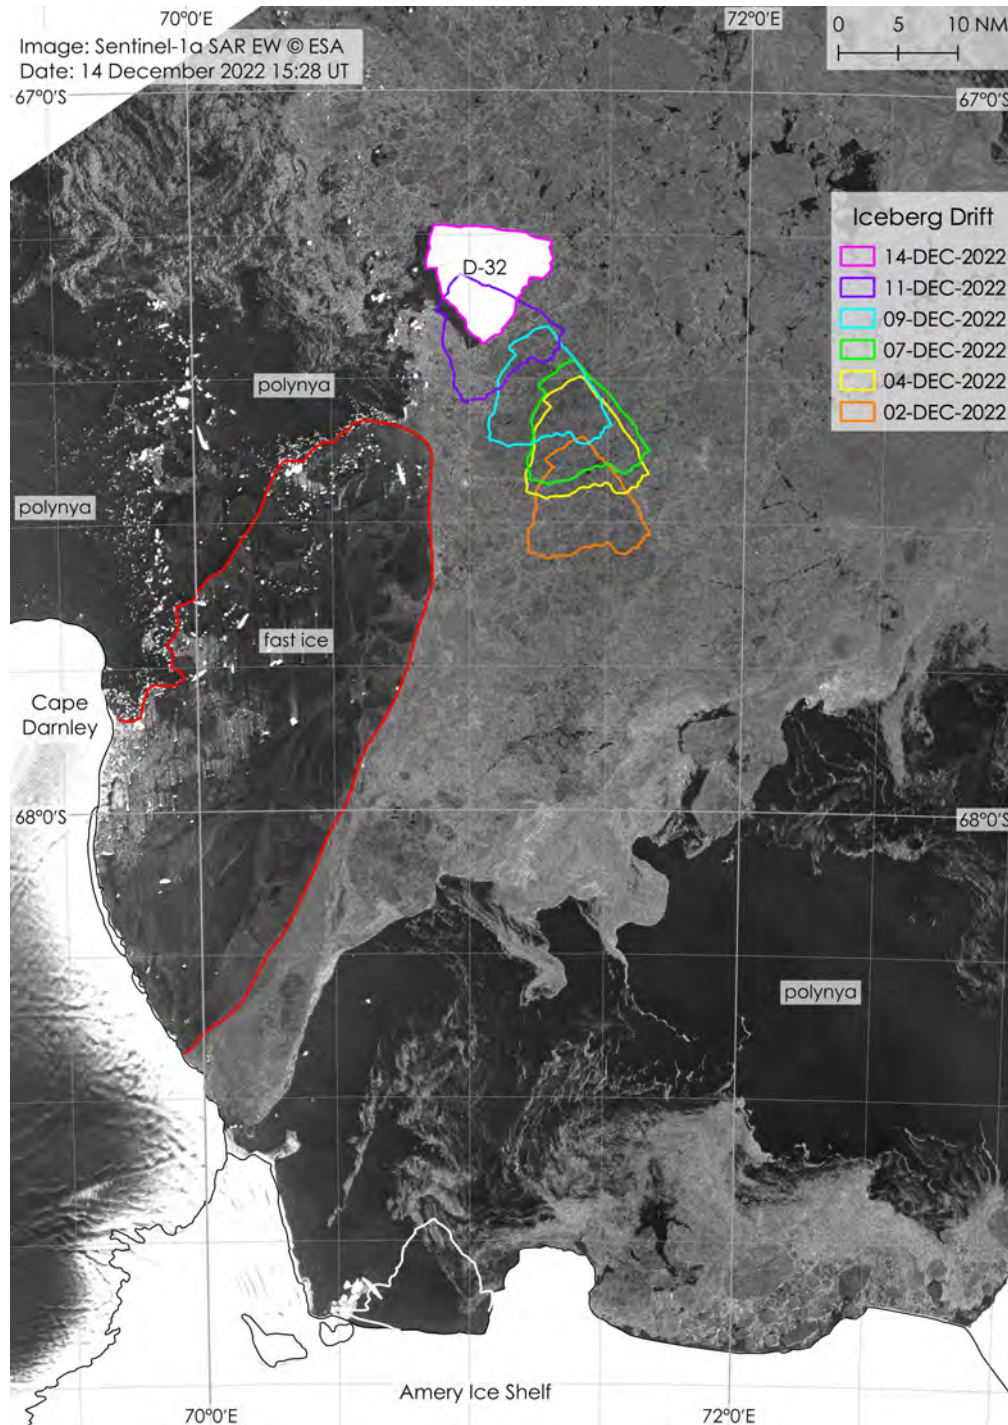 70°0'E
72°0'E
0 5 10 NM
Image: Sentinel-1a SAR EW © ESA
Date: 14 December 2022 15:28 UT
67°0'S
67°0'S
Iceberg Drift
14-DEC-2022
11-DEC-2022
09-DEC-2022
07-DEC-2022
04-DEC-2022
02-DEC-2022
D-32
polynya
polynya
fast ice
Cape
Darnley
68°0'S
68°0'S
polynya
Amery Ice Shelf
70°0'E
72°0'E